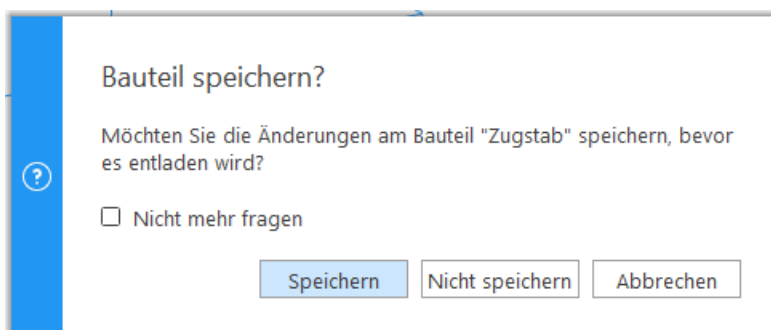 Bauteil speichern?
Möchten Sie die Änderungen am Bauteil "Zugstab" speichern, bevor
es entladen wird?
Nicht mehr fragen
Speichern Nicht speichern Abbrechen